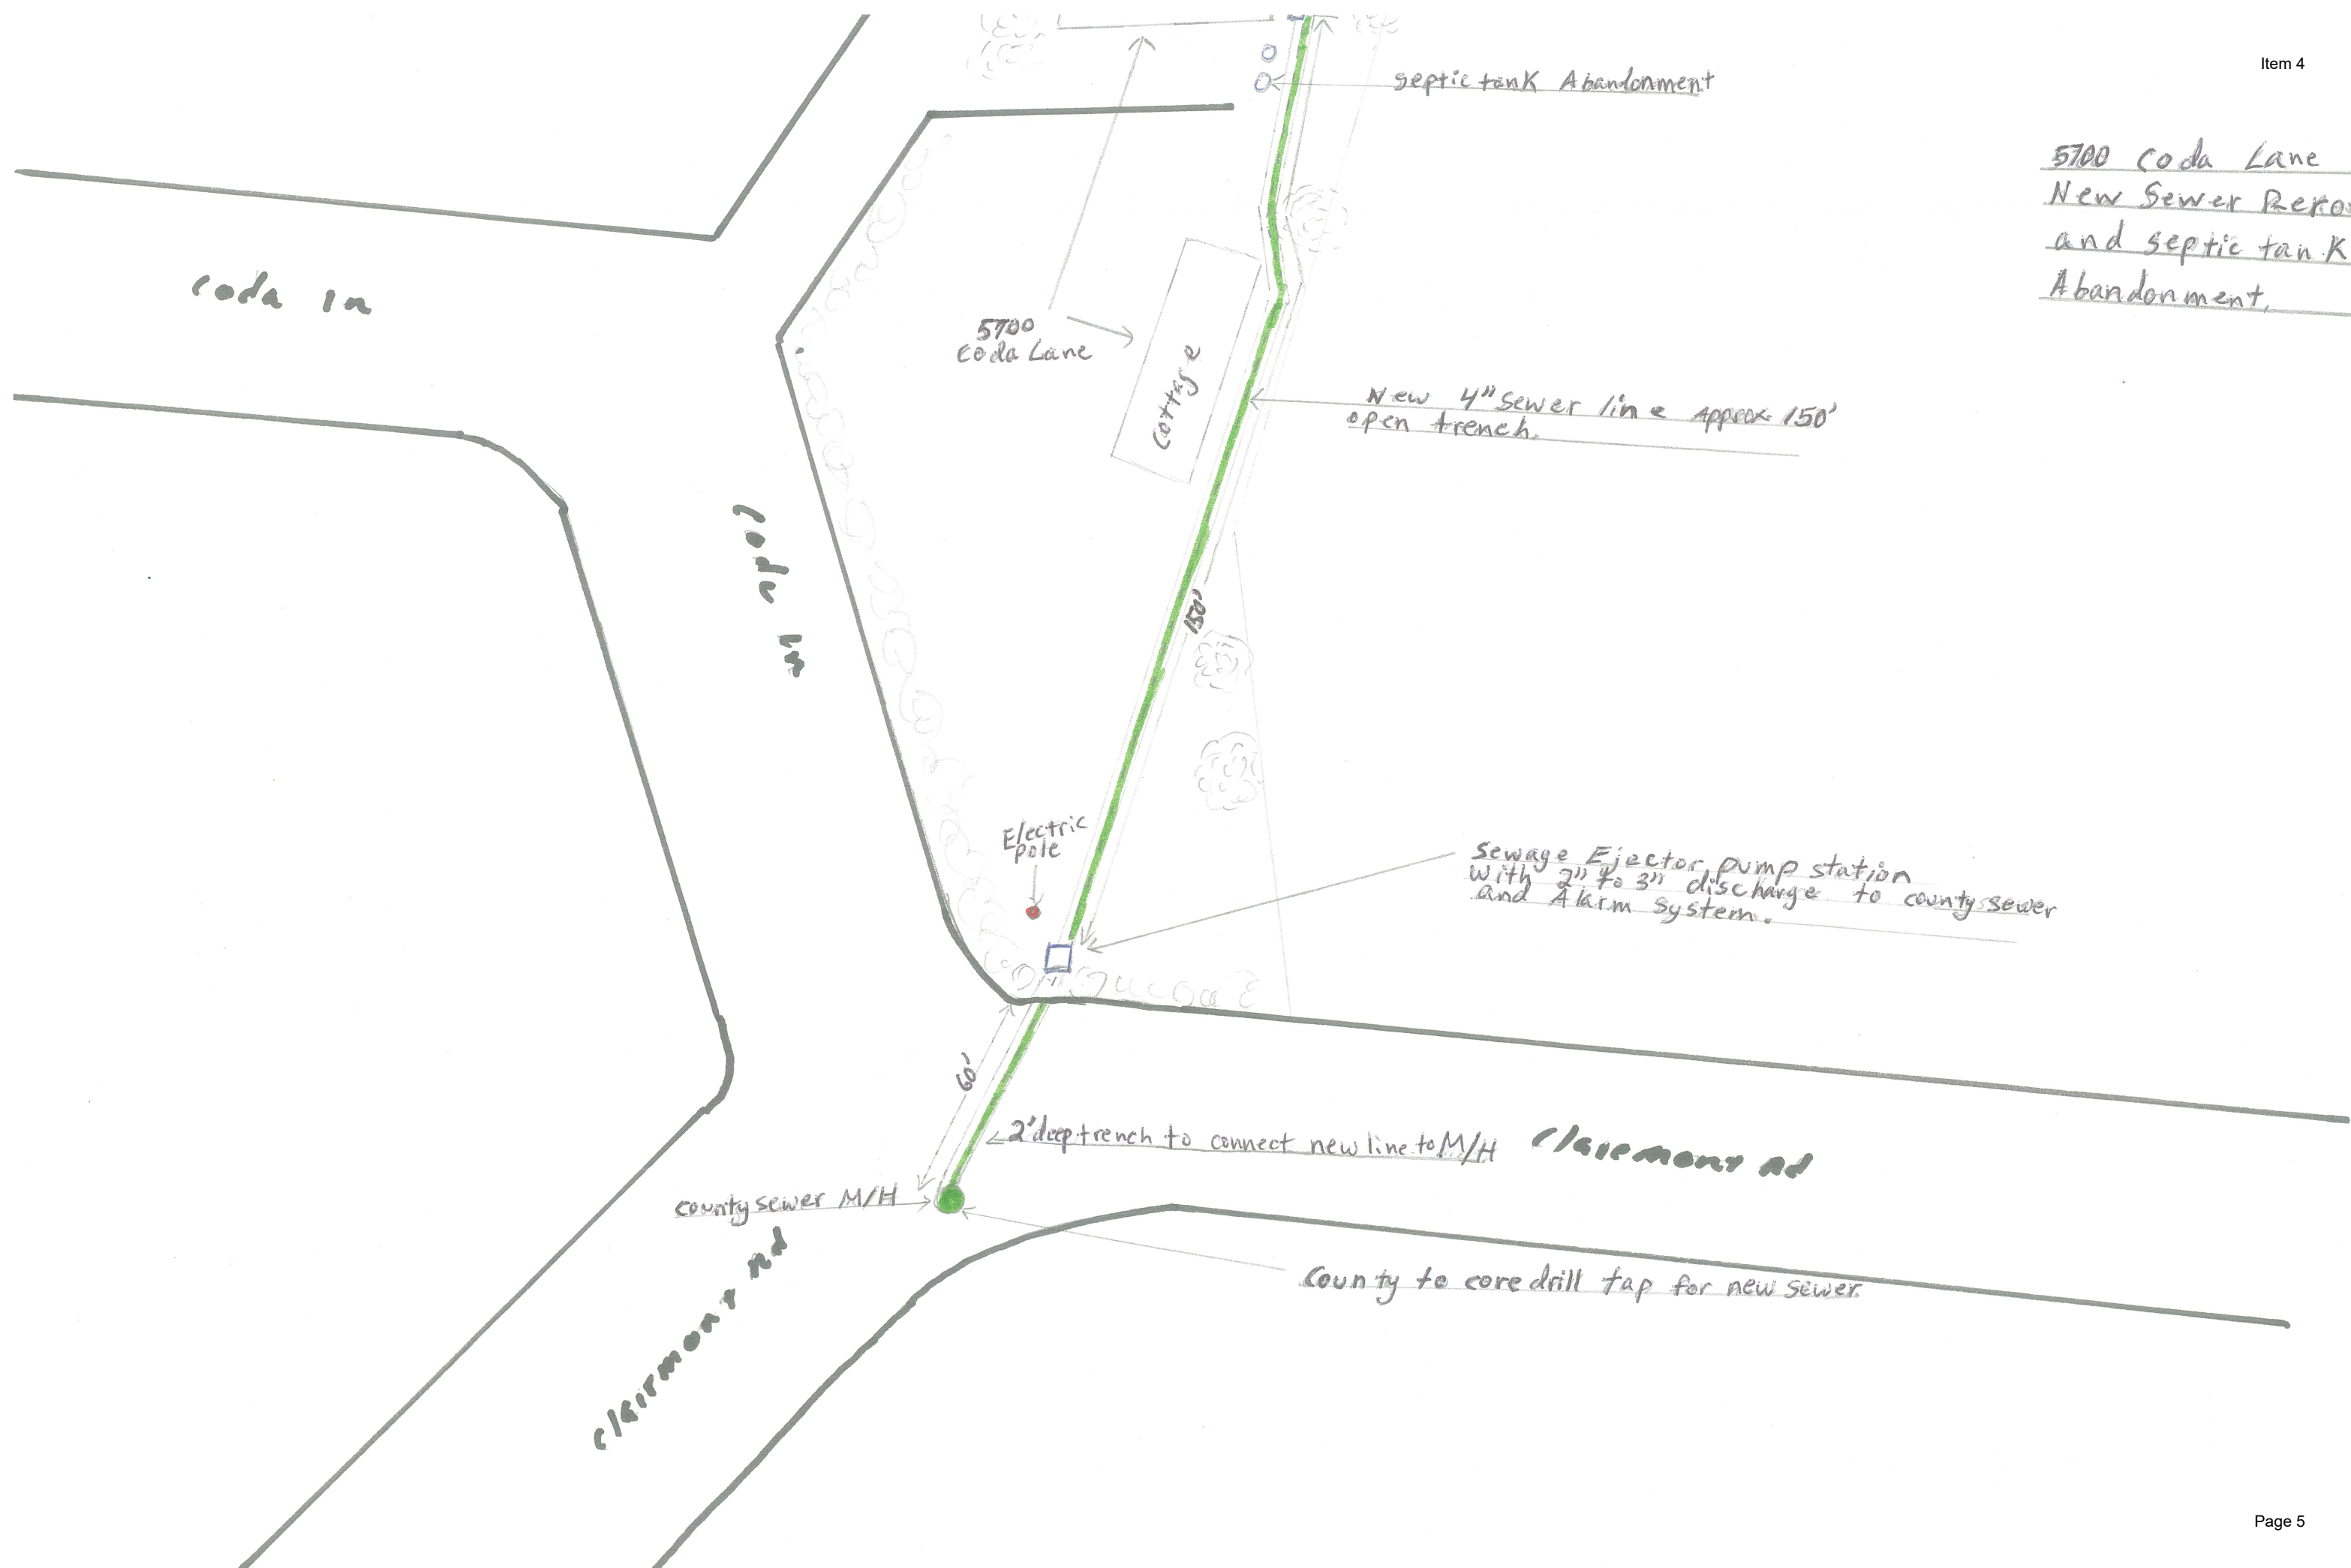 Item 4
septic tank Abandonment
5700 Coda Lane
New Sewer Rero
and septic tank
Abandonment,
Coda ln
5700
Coda Lane
Cottage
New 4" sewer line Approx. 150'
open trench.
Coda ln
150'
Electric
pole
Sewage Ejector pump station
with 2" to 3" discharge to county sewer
and Alarm system.
60'
2' deep trench to connect new line to M/H
Claremont Rd
County sewer M/H
Clairmont Rd
County to core drill tap for new sewer.
Page 5